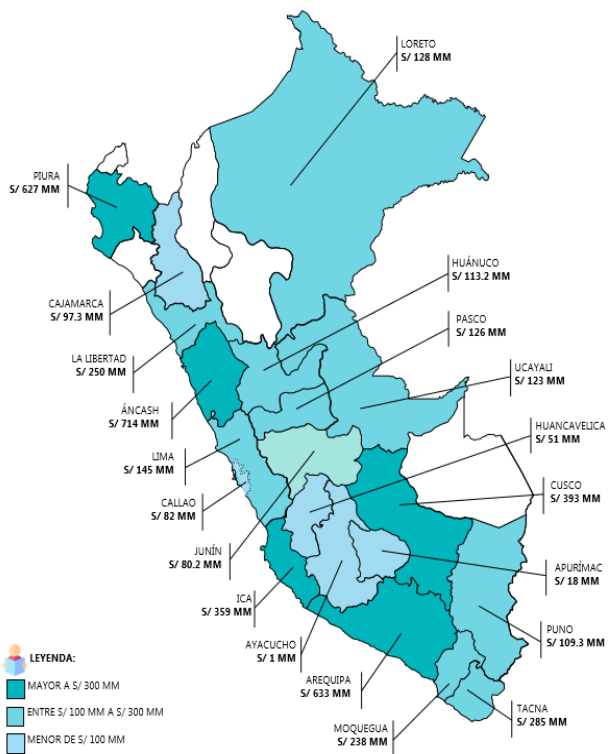 LORETO
S/ 128 MM
PIURA
S/ 627 MM
HUÁNUCO
S/ 113.2 MM
CAJAMARCA
S/ 97.3 MM
PASCO
S/ 126 MM
LA LIBERTAD
S/ 250 MM
UCAYALI
S/ 123 MM
ÁNCASH
S/ 714 MM
HUANCAVELICA
S/ 51 MM
LIMA
S/ 145 MM
CUSCO
S/ 393 MM
CALLAO
S/ 82 MM
JUNÍN
S/ 80.2 MM
APURÍMAC
S/ 18 MM
ICA
S/ 359 MM
PUNO
S/ 109.3 MM
AYACUCHO
S/ 1 MM
AREQUIPA
S/ 633 MM
TACNA
S/ 285 MM
MOQUEGUA
S/ 238 MM
LEYENDA:
MAYOR A S/ 300 MM
ENTRE S/ 100 MM A S/ 300 MM
MENOR DE S/ 100 MM